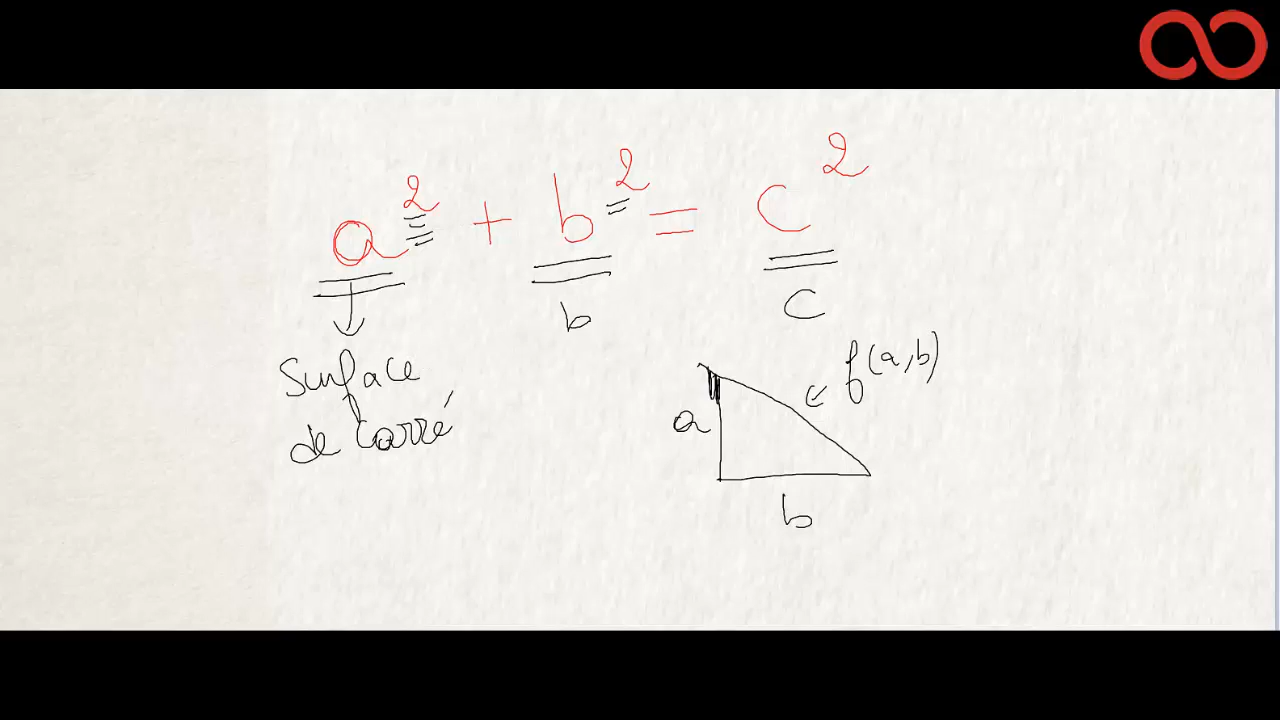 a² + b² = c²
b
c
Surface
de Carré
f(a,b)
a
b